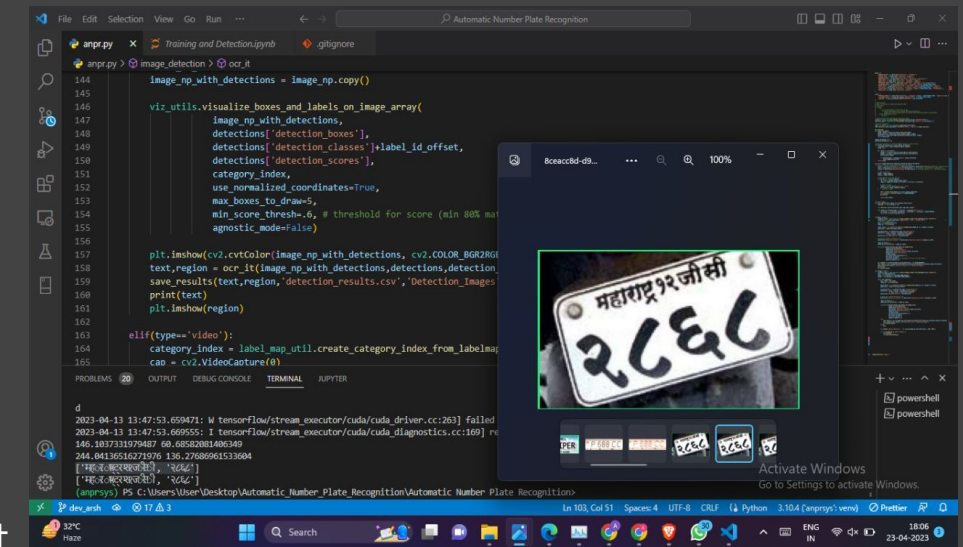 File Edit Selection View Go Run ···
Automatic Number Plate Recognition
anpr.py
Training and Detection.ipynb
.gitignore
anpr.py > image_detection > ocr_it
144 image_np_with_detections = image_np.copy()
145
146 viz_utils.visualize_boxes_and_labels_on_image_array(
147 image_np_with_detections,
148 detections['detection_boxes'],
149 detections['detection_classes']+label_id_offset,
150 detections['detection_scores'],
151 category_index,
152 use_normalized_coordinates=True,
153 max_boxes_to_draw=5,
154 min_score_thresh=.6, # threshold for score (min 80% mat
155 agnostic_mode=False)
156
157 plt.imshow(cv2.cvtColor(image_np_with_detections, cv2.COLOR_BGR2RGB
158 text,region = ocr_it(image_np_with_detections,detections,detection_
159 save_results(text,region,'detection_results.csv','Detection_Images'
160 print(text)
161 plt.imshow(region)
162
163 elif(type=='video'):
164 category_index = label_map_util.create_category_index_from_labelmap
165 cap = cv2.VideoCapture(0)
8ceacc8d-d9... ··· 100%
महाराष्ट्र १२ जीसी
२८६८
PROBLEMS 20 OUTPUT DEBUG CONSOLE TERMINAL JUPYTER
powershell
powershell
d
2023-04-13 13:47:53.659471: W tensorflow/stream_executor/cuda/cuda_driver.cc:263] failed
2023-04-13 13:47:53.669555: I tensorflow/stream_executor/cuda/cuda_diagnostics.cc:169] re
146.1037331979487 60.68582081406349
244.04136516271976 136.27686961533604
'२८६८']
'२८६८']
(anprsys) PS C:\Users\User\Desktop\Automatic_Number_Plate_Recognition\Automatic Number Plate Recognition>
Activate Windows
Go to Settings to activate Windows.
dev_arsh 17 3 Ln 103, Col 51 Spaces: 4 UTF-8 CRLF Python 3.10.4 ('anprsys': venv) Prettier
32°C
Haze
Search
30
ENG
IN
18:06
23-04-2023
3